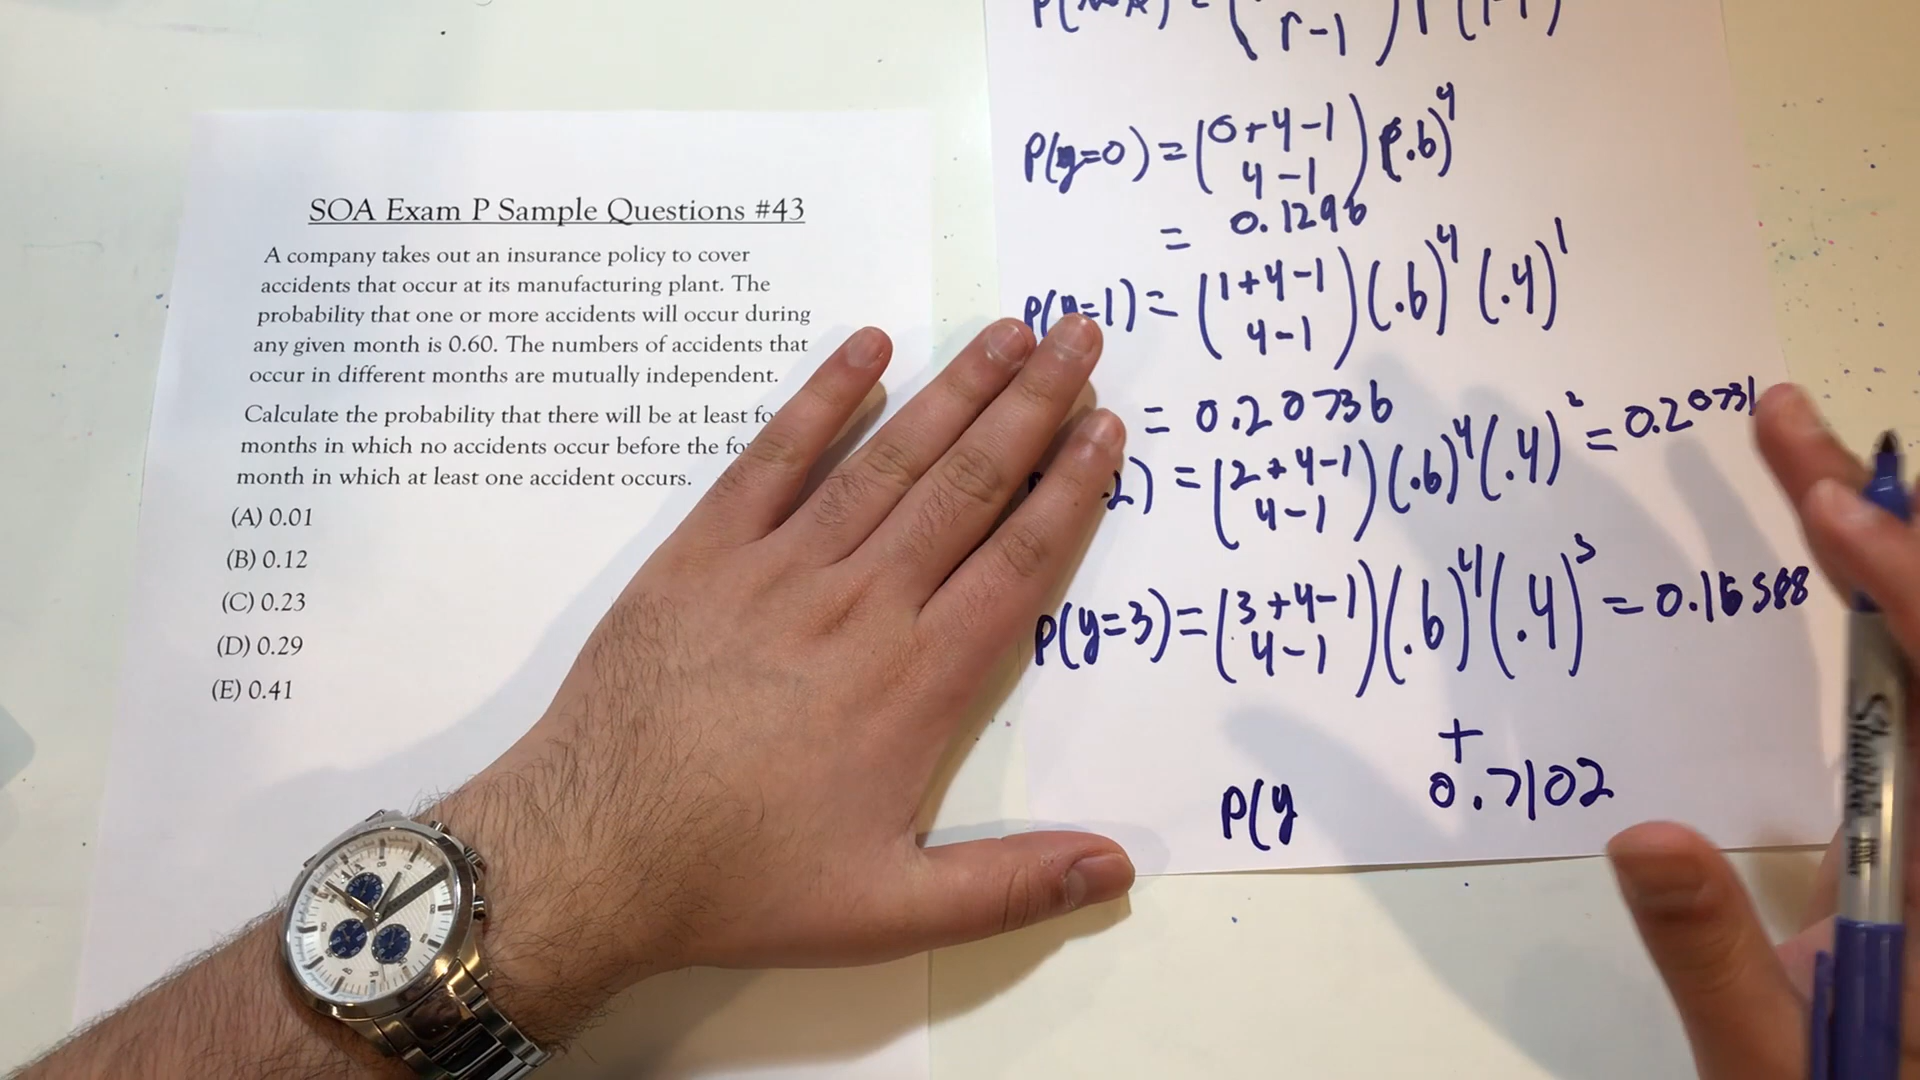 SOA Exam P Sample Questions #43
A company takes out an insurance policy to cover
accidents that occur at its manufacturing plant. The
probability that one or more accidents will occur during
any given month is 0.60. The numbers of accidents that
occur in different months are mutually independent.
Calculate the probability that there will be at least fo
months in which no accidents occur before the fo
month in which at least one accident occurs.
(A) 0.01
(B) 0.12
(C) 0.23
(D) 0.29
(E) 0.41
r-1
P(y=0) = (0+4-1
4-1) (.6)^4
= 0.1296
P(y=1) = (1+4-1
4-1) (.6)^4 (.4)^1
= 0.20736
2) = (2+4-1
4-1) (.6)^4 (.4)^2 = 0.2073
P(y=3) = (3+4-1
4-1) (.6)^4 (.4)^3 = 0.16588
+
P(y 0.7102
Sharpie